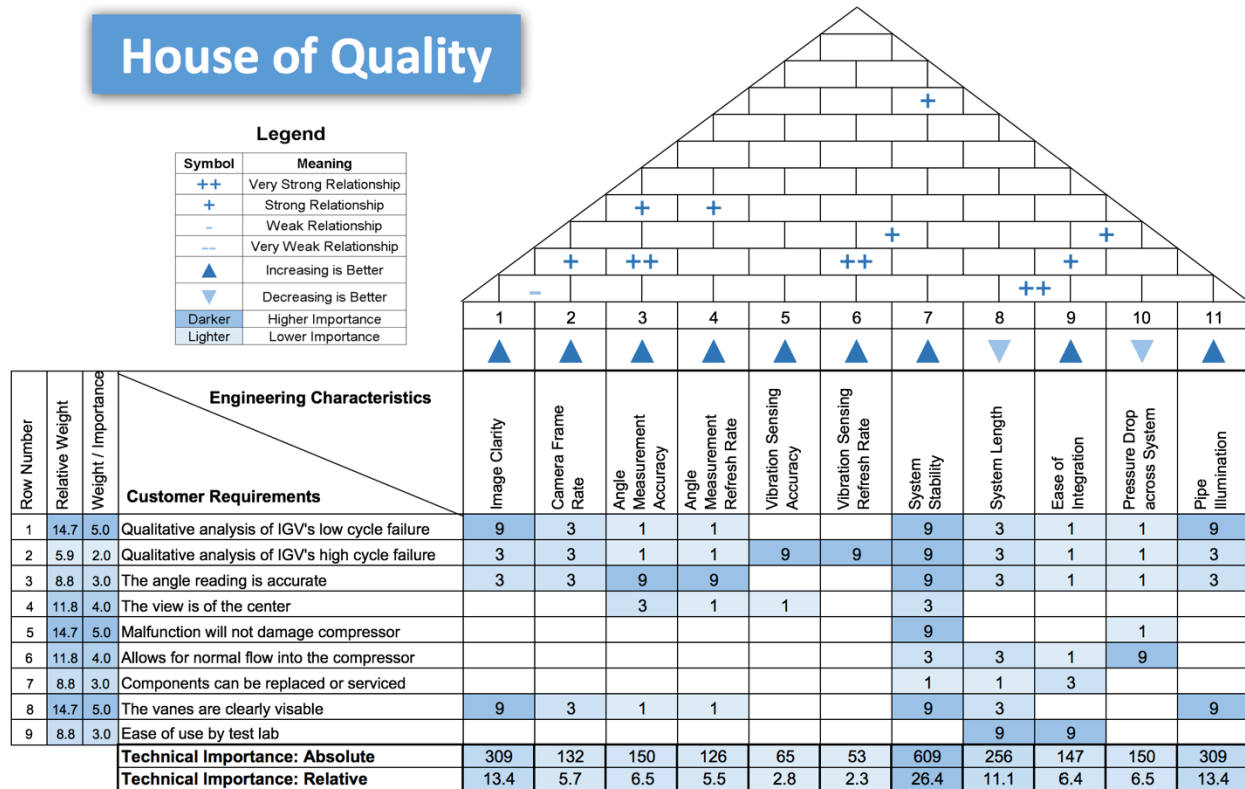 House of Quality
Legend
Symbol Meaning
++ Very Strong Relationship
+ Strong Relationship
- Weak Relationship
-- Very Weak Relationship
▲ Increasing is Better
▼ Decreasing is Better
Darker Higher Importance
Lighter Lower Importance
+
+ +
+ +
+ ++ ++ +
- ++
1 2 3 4 5 6 7 8 9 10 11
▲ ▲ ▲ ▲ ▲ ▲ ▲ ▼ ▲ ▼ ▲
Row Number
Relative Weight
Weight / Importance
Engineering Characteristics
Customer Requirements
Image Clarity
Camera Frame
Rate
Angle
Measurement
Accuracy
Angle
Measurement
Refresh Rate
Vibration Sensing
Accuracy
Vibration Sensing
Refresh Rate
System
Stability
System Length
Ease of
Integration
Pressure Drop
across System
Pipe
Illumination
1 14.7 5.0 Qualitative analysis of IGV's low cycle failure 9 3 1 1 9 3 1 1 9
2 5.9 2.0 Qualitative analysis of IGV's high cycle failure 3 3 1 1 9 9 9 3 1 1 3
3 8.8 3.0 The angle reading is accurate 3 3 9 9 9 3 1 1 3
4 11.8 4.0 The view is of the center 3 1 1 3
5 14.7 5.0 Malfunction will not damage compressor 9 1
6 11.8 4.0 Allows for normal flow into the compressor 3 3 1 9
7 8.8 3.0 Components can be replaced or serviced 1 1 3
8 14.7 5.0 The vanes are clearly visable 9 3 1 1 9 3 9
9 8.8 3.0 Ease of use by test lab 9 9
Technical Importance: Absolute 309 132 150 126 65 53 609 256 147 150 309
Technical Importance: Relative 13.4 5.7 6.5 5.5 2.8 2.3 26.4 11.1 6.4 6.5 13.4